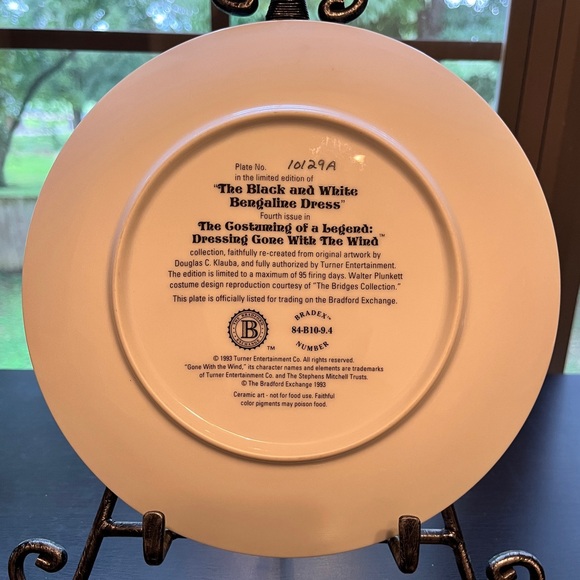 Plate No. 10129A
in the limited edition of
"The Black and White
Bengaline Dress"
Fourth issue in
The Costuming of a Legend:
Dressing Gone With The Wind™
collection, faithfully re-created from original artwork by
Douglas C. Klauba, and fully authorized by Turner Entertainment.
The edition is limited to a maximum of 95 firing days. Walter Plunkett
costume design reproduction courtesy of "The Bridges Collection."
This plate is officially listed for trading on the Bradford Exchange.
THE BRADFORD
B
EXCHANGE
™
BRADEX™
84-B10-9.4
NUMBER
© 1993 Turner Entertainment Co. All rights reserved.
"Gone With the Wind," its character names and elements are trademarks
of Turner Entertainment Co. and The Stephens Mitchell Trusts.
© The Bradford Exchange 1993
Ceramic art - not for food use. Faithful
color pigments may poison food.